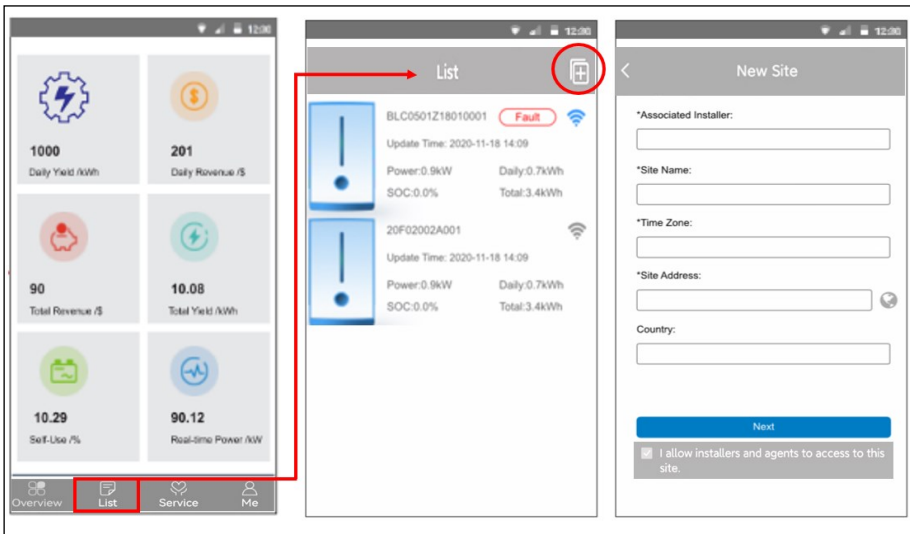 12:00
1000
201
Daily Yield /kWh
Daily Revenue /$
90
10.08
Total Revenue /$
Total Yield /kWh
10.29
90.12
Self-Use /%
Real-time Power /kW
Overview
List
Service
Me
12:00
List
BLC0501Z18010001
Fault
Update Time: 2020-11-18 14:09
Power:0.9kW
Daily:0.7kWh
SOC:0.0%
Total:3.4kWh
20F02002A001
Update Time: 2020-11-18 14:09
Power:0.9kW
Daily:0.7kWh
SOC:0.0%
Total:3.4kWh
12:00
New Site
*Associated Installer:
*Site Name:
*Time Zone:
*Site Address:
Country:
Next
I allow installers and agents to access to this
site.